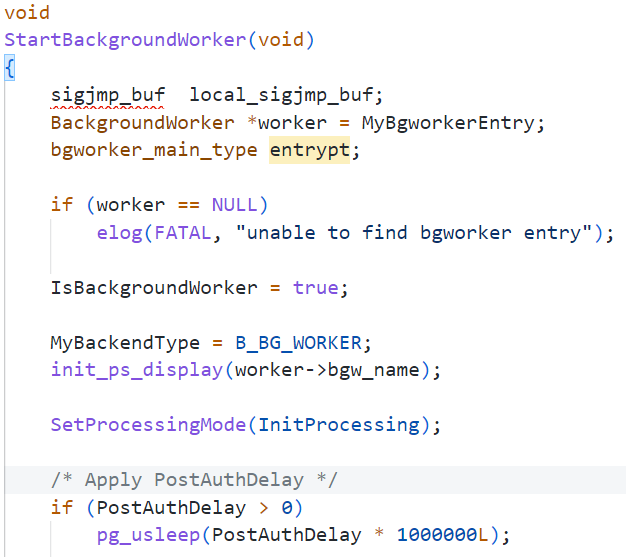 void
StartBackgroundWorker(void)
{
    sigjmp_buf  local_sigjmp_buf;
    BackgroundWorker *worker = MyBgworkerEntry;
    bgworker_main_type entrypt;
    if (worker == NULL)
        elog(FATAL, "unable to find bgworker entry");
    IsBackgroundWorker = true;
    MyBackendType = B_BG_WORKER;
    init_ps_display(worker->bgw_name);
    SetProcessingMode(InitProcessing);
    /* Apply PostAuthDelay */
    if (PostAuthDelay > 0)
        pg_usleep(PostAuthDelay * 1000000L);